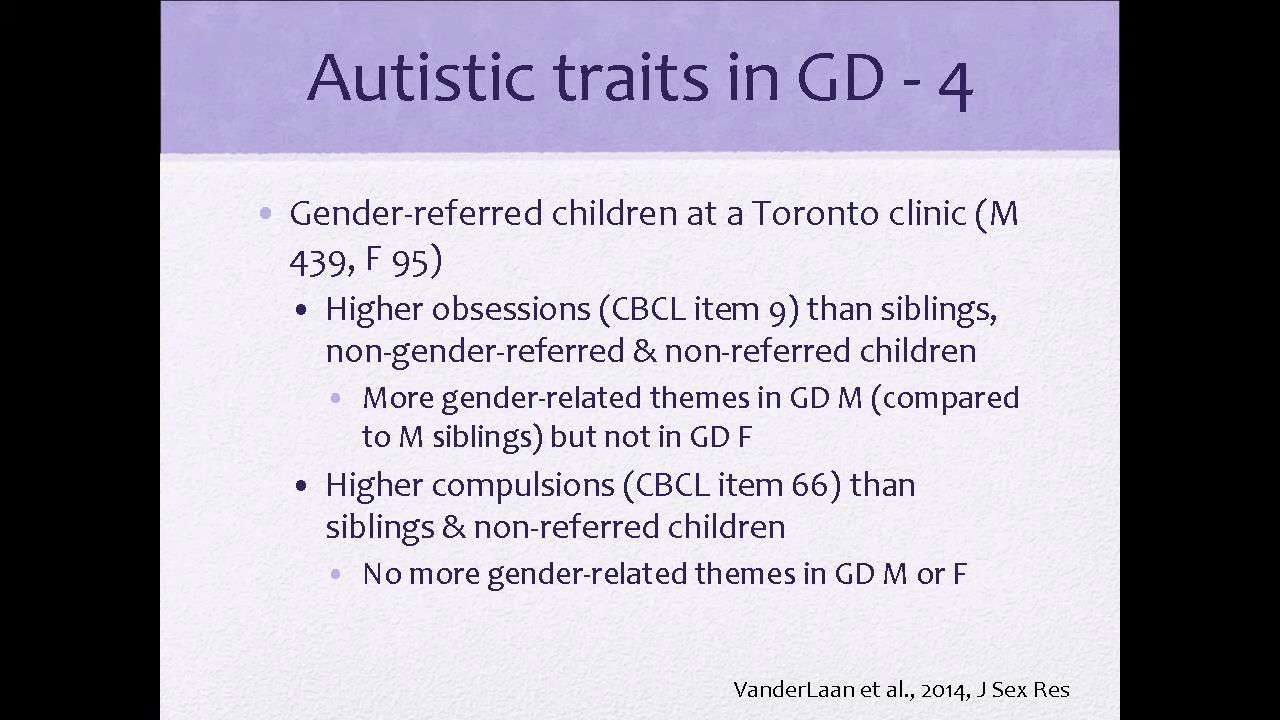 Autistic traits in GD - 4
• Gender-referred children at a Toronto clinic (M
439, F 95)
• Higher obsessions (CBCL item 9) than siblings,
non-gender-referred & non-referred children
• More gender-related themes in GD M (compared
to M siblings) but not in GD F
• Higher compulsions (CBCL item 66) than
siblings & non-referred children
• No more gender-related themes in GD M or F
VanderLaan et al., 2014, J Sex Res